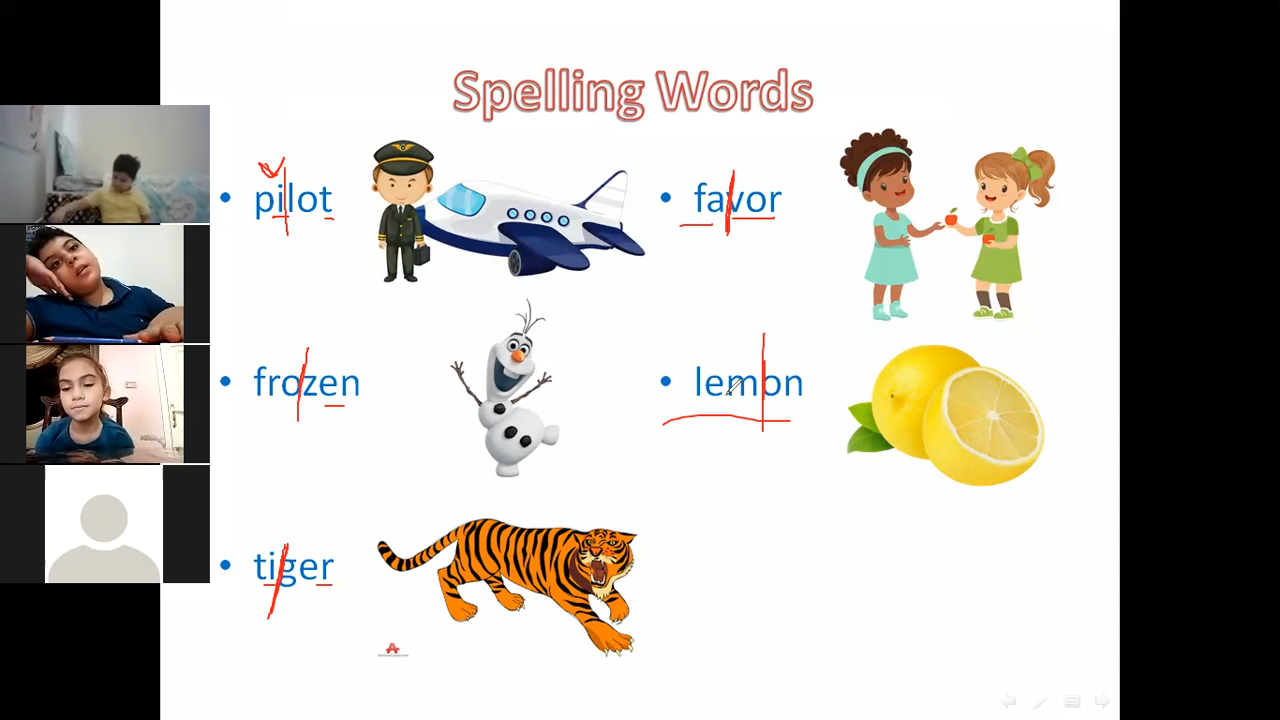 Spelling Words
• pilot
• favor
• frozen
• lemon
• tiger